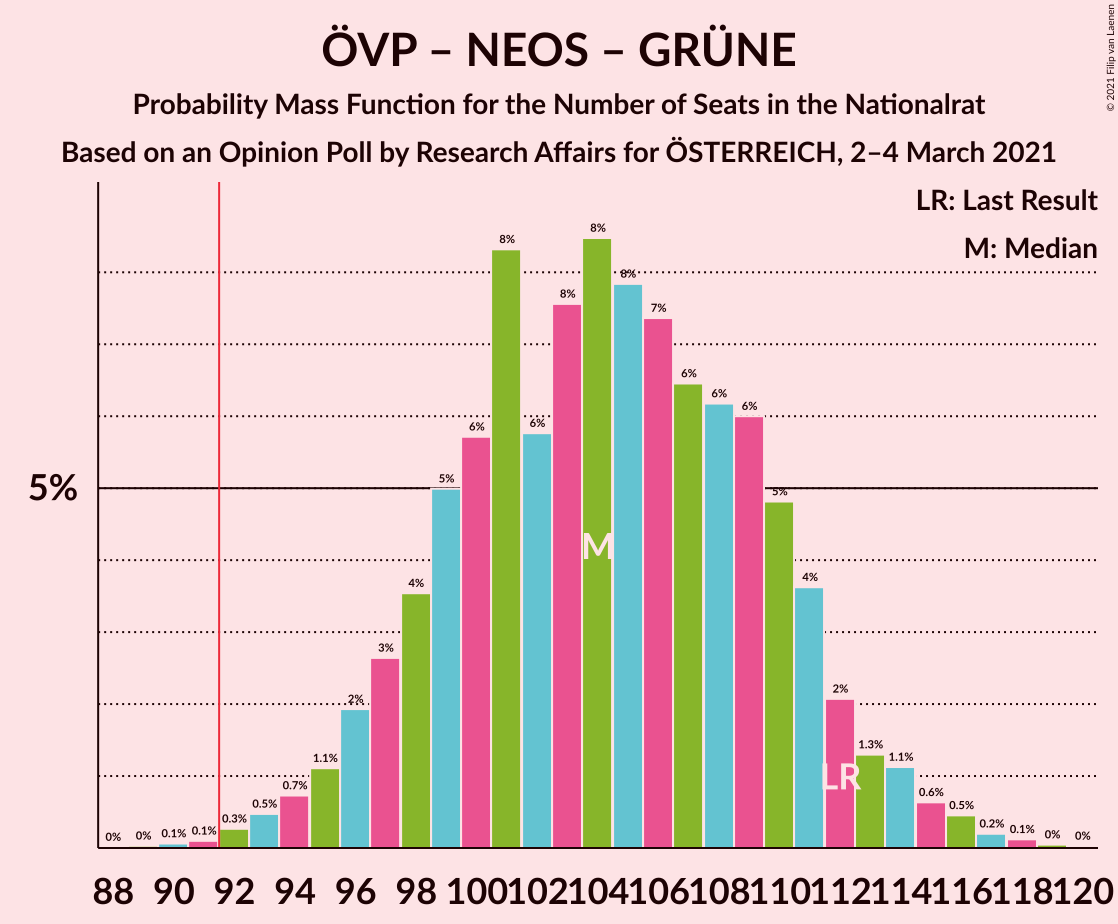 ÖVP – NEOS – GRÜNE
Probability Mass Function for the Number of Seats in the Nationalrat
Based on an Opinion Poll by Research Affairs for ÖSTERREICH, 2–4 March 2021
© 2021 Filip van Laenen
LR: Last Result
M: Median
5%
0% 0% 0.1% 0.1% 0.3% 0.5% 0.7% 1.1% 2% 3% 4% 5% 6% 8% 6% 8% 8% 8% 7% 6% 6% 6% 5% 4% 2% 1.3% 1.1% 0.6% 0.5% 0.2% 0.1% 0% 0%
M
LR
88 90 92 94 96 98 100 102 104 106 108 110 112 114 116 118 120